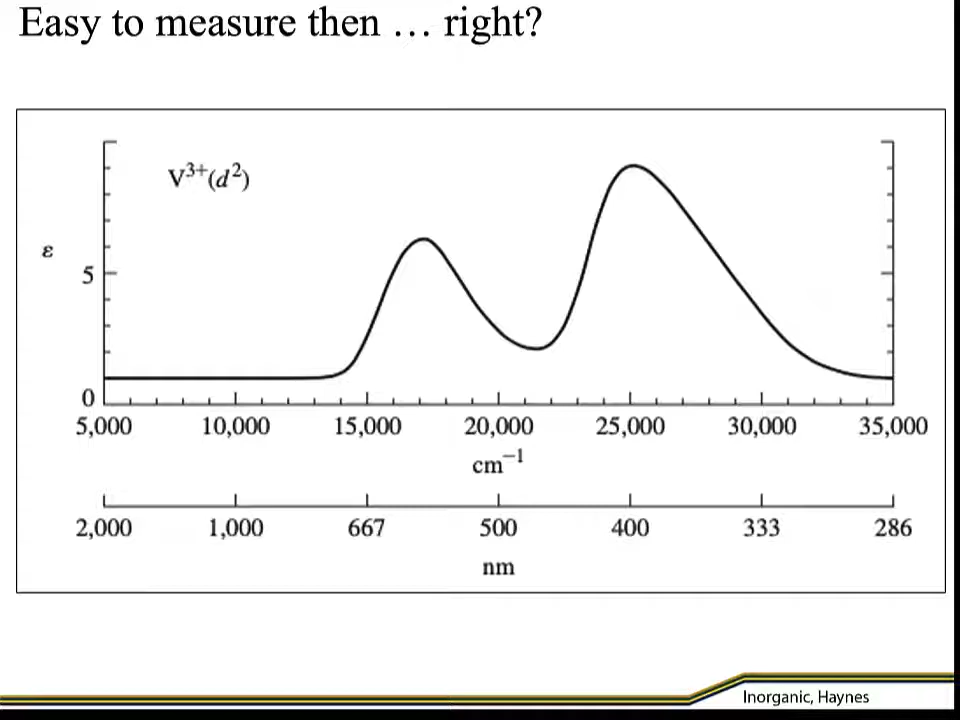 Easy to measure then … right?
V³⁺(d²)
ε
5
0
5,000 10,000 15,000 20,000 25,000 30,000 35,000
cm⁻¹
2,000 1,000 667 500 400 333 286
nm
Inorganic, Haynes